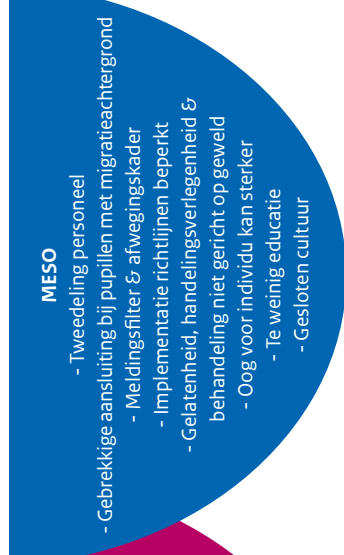 MESO
- Tweedeling personeel
- Gebrekkige aansluiting bij pupillen met migratieachtergrond
- Meldingsfilter & afwegingskader
- Implementatie richtlijnen beperkt
- Gelatenheid, handelingsverlegenheid &
behandeling niet gericht op geweld
- Oog voor individu kan sterker
- Te weinig educatie
- Gesloten cultuur